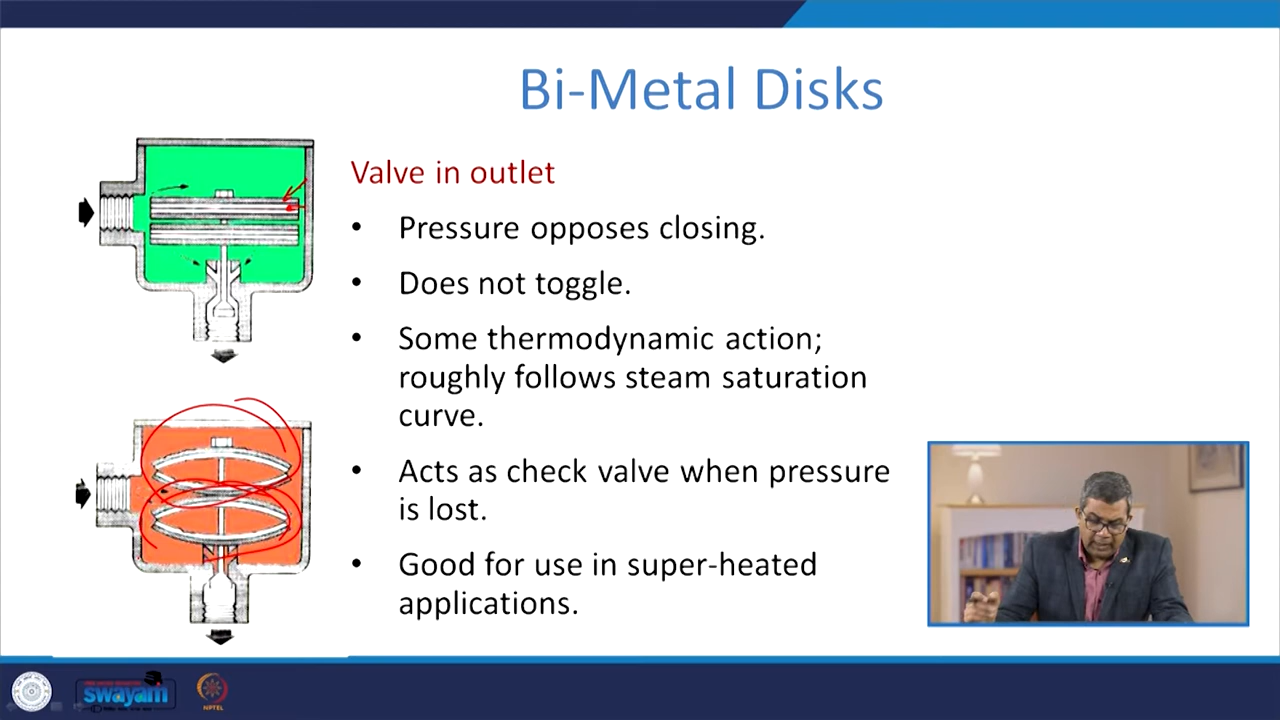 Bi-Metal Disks
Valve in outlet
• Pressure opposes closing.
• Does not toggle.
• Some thermodynamic action;
roughly follows steam saturation
curve.
• Acts as check valve when pressure
is lost.
• Good for use in super-heated
applications.
swayam
NPTEL